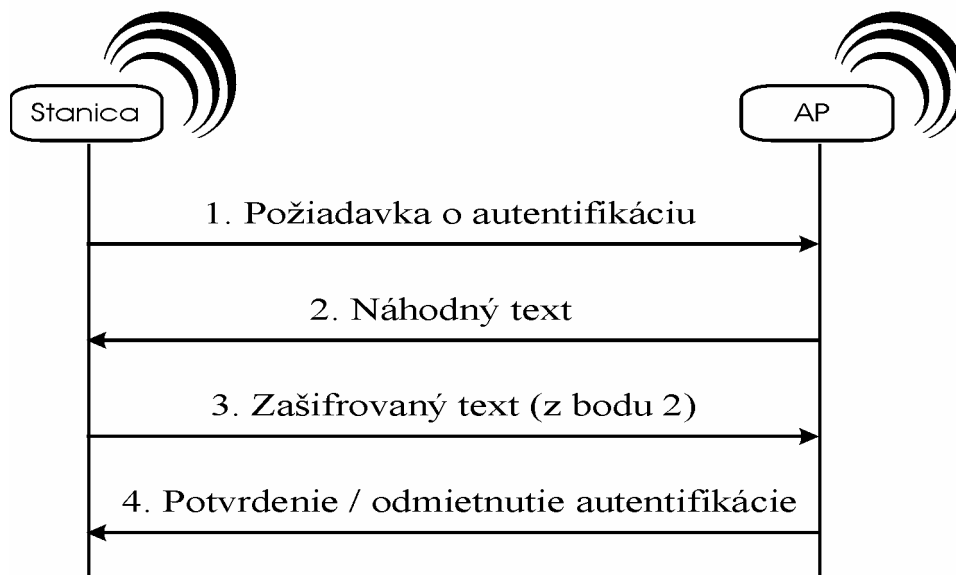 Stanica
AP
1. Požiadavka o autentifikáciu
2. Náhodný text
3. Zašifrovaný text (z bodu 2)
4. Potvrdenie / odmietnutie autentifikácie